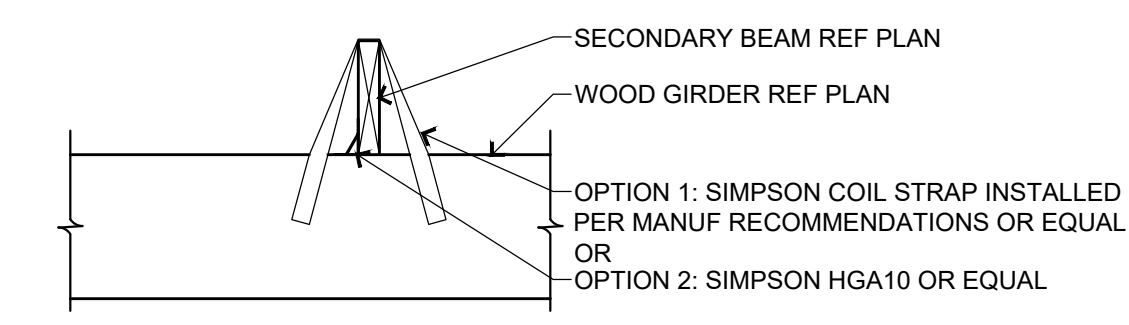 SECONDARY BEAM REF PLAN
WOOD GIRDER REF PLAN
OPTION 1: SIMPSON COIL STRAP INSTALLED
PER MANUF RECOMMENDATIONS OR EQUAL
OR
OPTION 2: SIMPSON HGA10 OR EQUAL